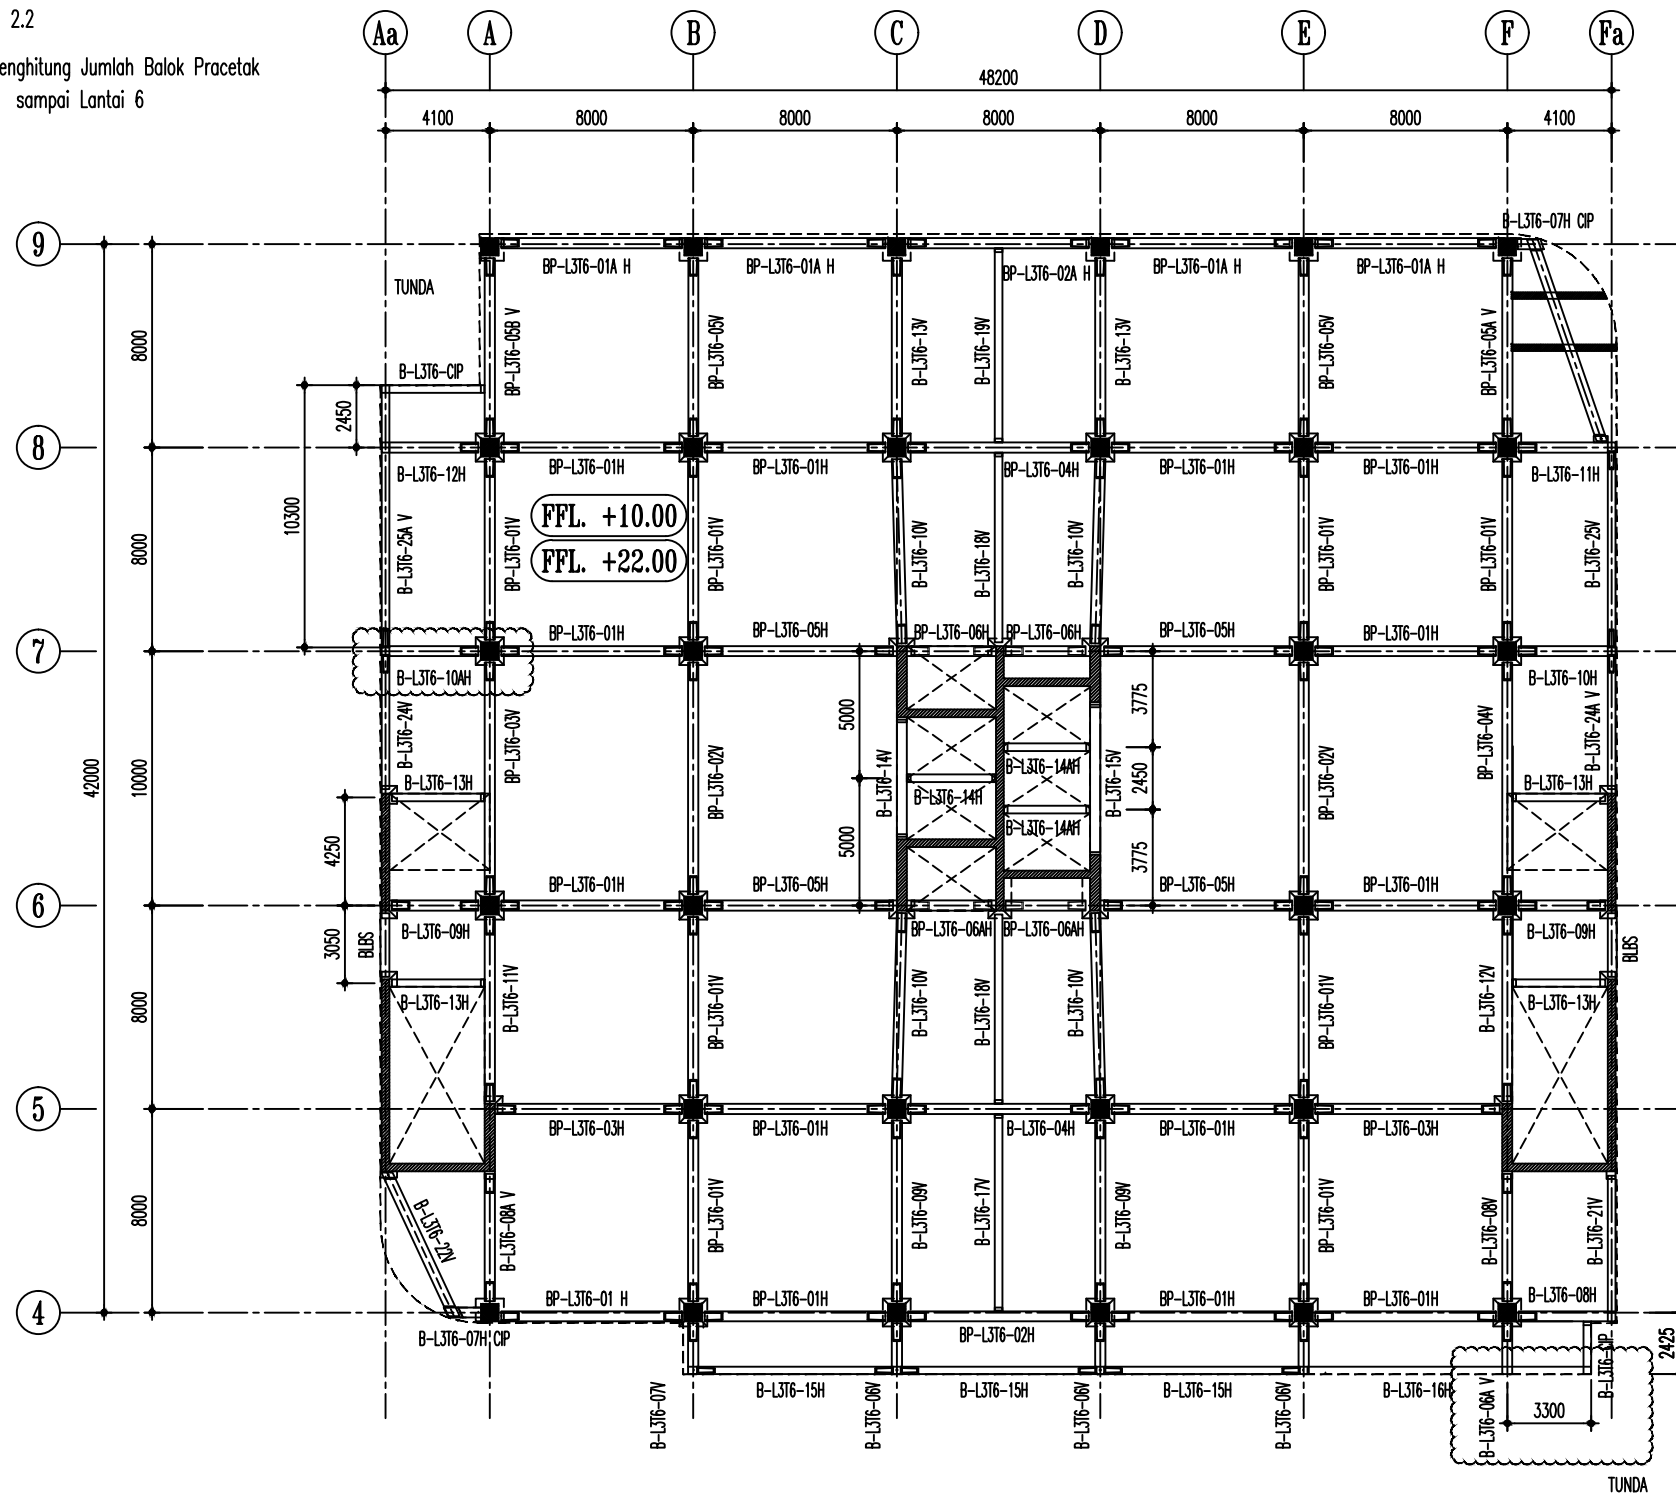 2.2
enghitung Jumlah Balok Pracetak
sampai Lantai 6
Aa A B C D E F Fa
48200
4100 8000 8000 8000 8000 8000 4100
B-L3T6-07H CIP
9
BP-L3T6-01A H BP-L3T6-01A H BP-L3T6-02A H BP-L3T6-01A H BP-L3T6-01A H
TUNDA
8000
BP-L3T6-05B V BP-L3T6-05V B-L3T6-13V B-L3T6-19V B-L3T6-13V BP-L3T6-05V BP-L3T6-05A V
B-L3T6-CIP
2450
8
B-L3T6-12H BP-L3T6-01H BP-L3T6-01H BP-L3T6-04H BP-L3T6-01H BP-L3T6-01H B-L3T6-11H
10300
FFL. +10.00
FFL. +22.00
8000
B-L3T6-25A V BP-L3T6-01V BP-L3T6-01V B-L3T6-10V B-L3T6-18V B-L3T6-10V BP-L3T6-01V BP-L3T6-01V B-L3T6-25V
BP-L3T6-01H BP-L3T6-05H BP-L3T6-06H BP-L3T6-06H BP-L3T6-05H BP-L3T6-01H
7
B-L3T6-10AH B-L3T6-10H
42000
10000
B-L3T6-24V BP-L3T6-03V BP-L3T6-02V 5000 B-L3T6-14V B-L3T6-15V 3775 BP-L3T6-02V BP-L3T6-04V B-L3T6-24A V
B-L3T6-13H B-L3T6-14AH 2450 B-L3T6-13H
B-L3T6-14H
4250 5000 B-L3T6-14AH 3775
BP-L3T6-01H BP-L3T6-05H BP-L3T6-05H BP-L3T6-01H
6
B-L3T6-09H BP-L3T6-06AH BP-L3T6-06AH B-L3T6-09H
3050 BLBS BLBS
8000
B-L3T6-11V BP-L3T6-01V B-L3T6-10V B-L3T6-18V B-L3T6-10V BP-L3T6-01V B-L3T6-12V
B-L3T6-13H B-L3T6-13H
5
BP-L3T6-03H BP-L3T6-01H B-L3T6-04H BP-L3T6-01H BP-L3T6-03H
8000
B-L3T6-22V B-L3T6-08A V BP-L3T6-01V B-L3T6-09V B-L3T6-17V B-L3T6-09V BP-L3T6-01V B-L3T6-08V B-L3T6-21V
BP-L3T6-01 H BP-L3T6-01H BP-L3T6-01H BP-L3T6-01H B-L3T6-08H
4
B-L3T6-07H CIP BP-L3T6-02H
2425
B-L3T6-CIP
B-L3T6-15H B-L3T6-15H B-L3T6-15H B-L3T6-16H
B-L3T6-07V B-L3T6-06V B-L3T6-06V B-L3T6-06V B-L3T6-06A V
3300
TUNDA